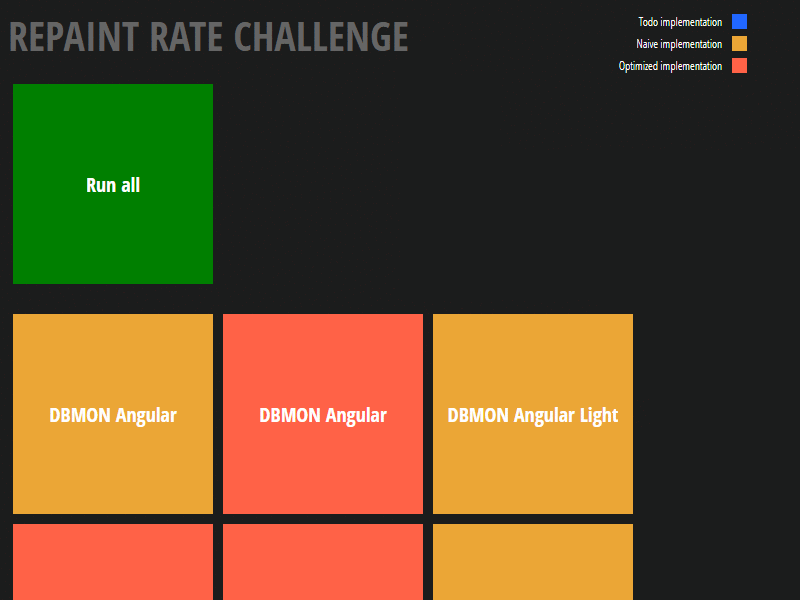 REPAINT RATE CHALLENGE
Todo implementation
Naive implementation
Optimized implementation
Run all
DBMON Angular
DBMON Angular
DBMON Angular Light